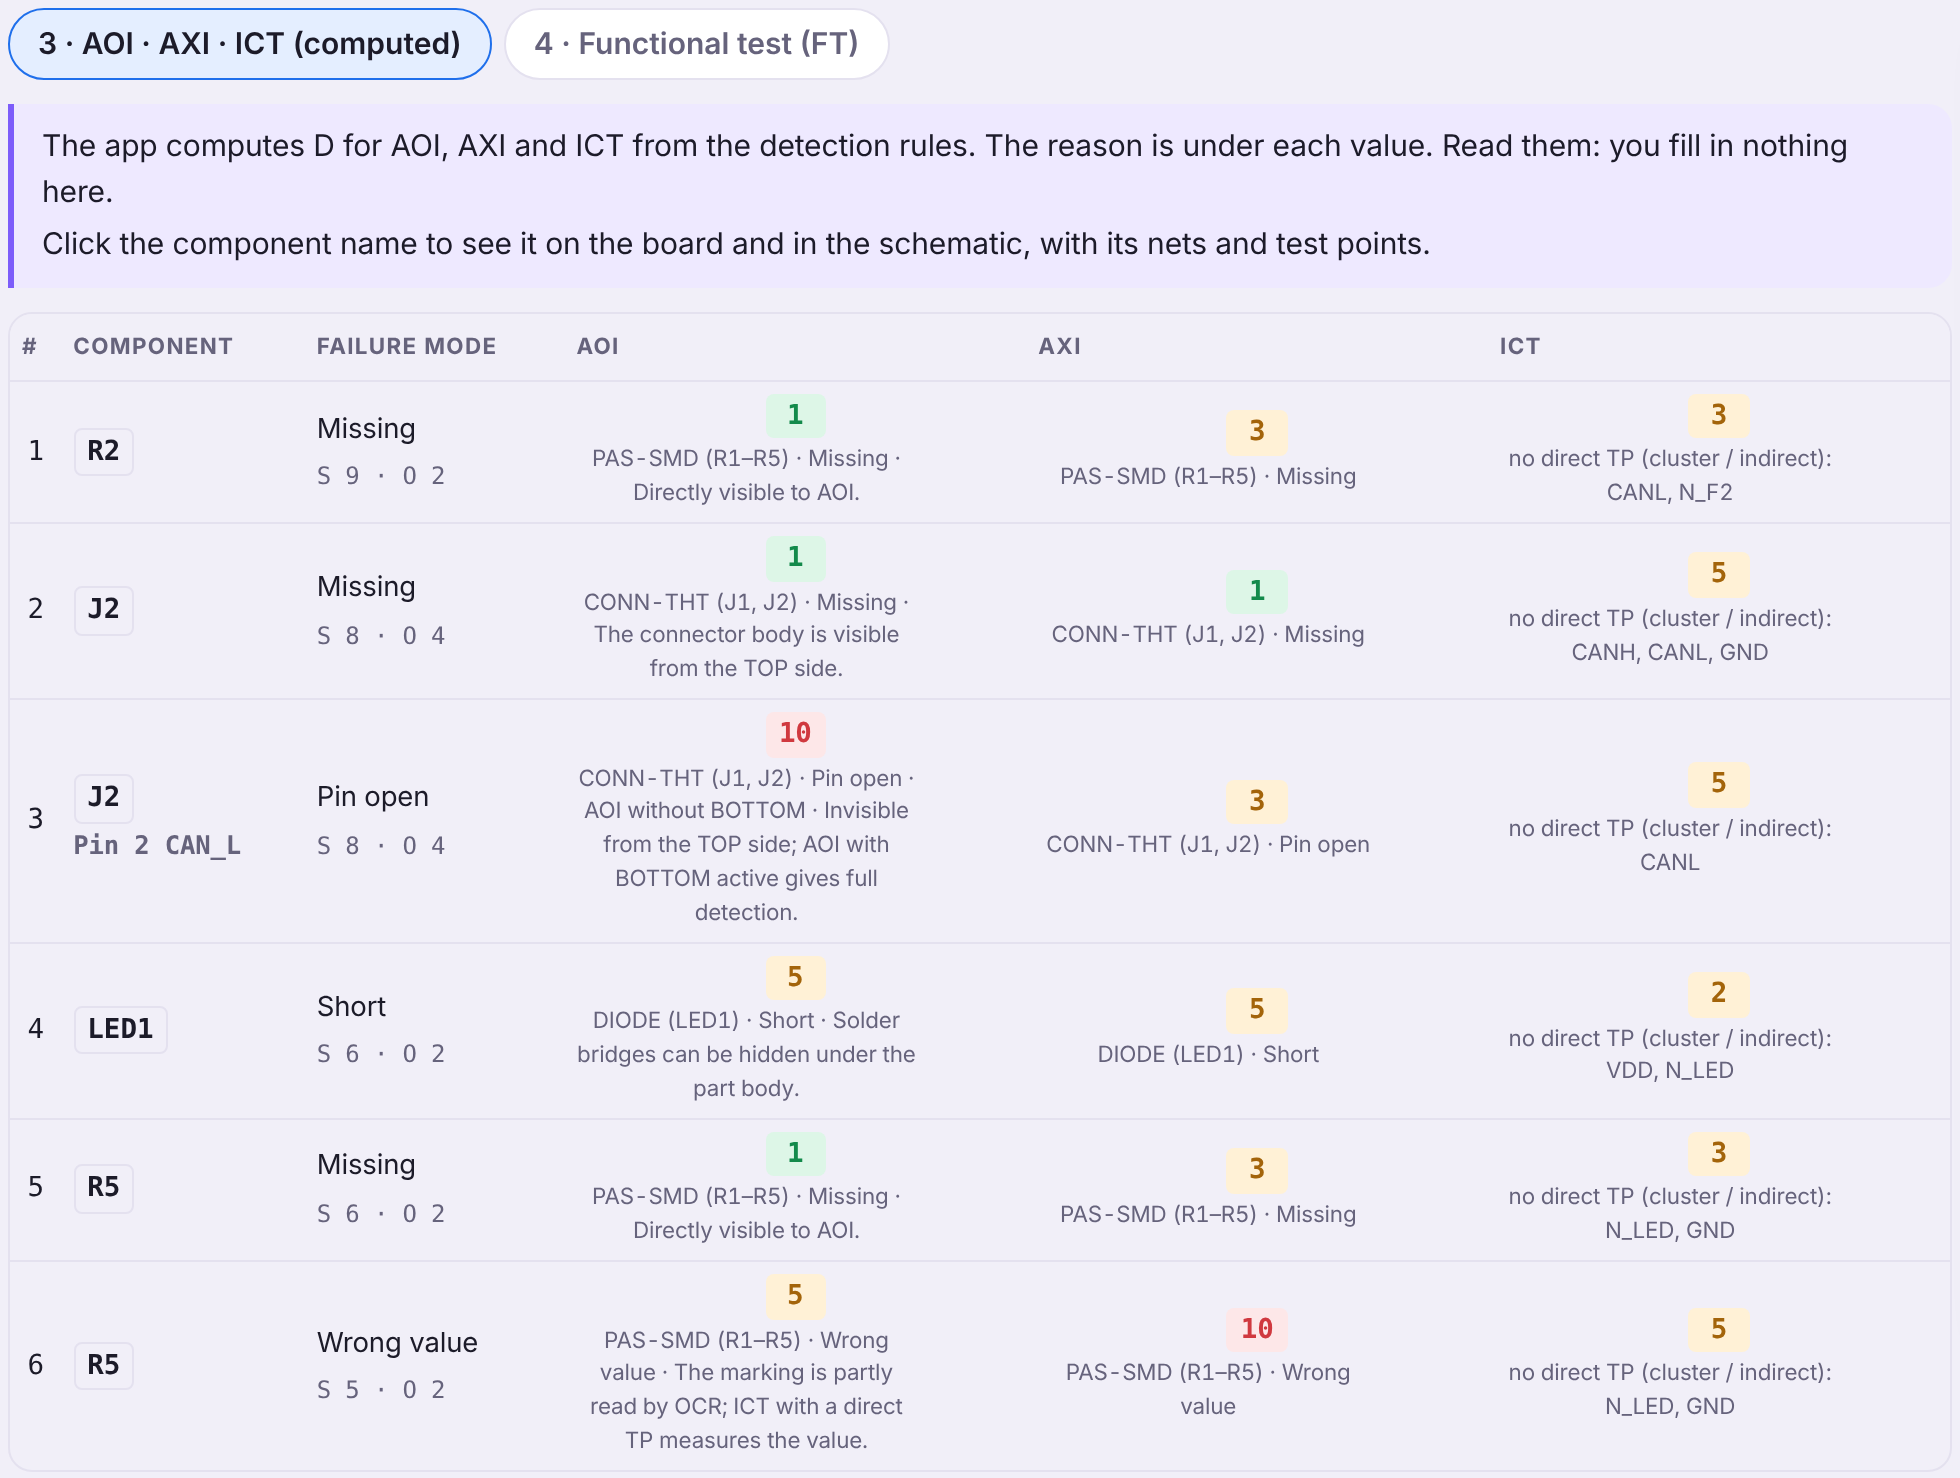 3 · AOI · AXI · ICT (computed)
4 · Functional test (FT)
The app computes D for AOI, AXI and ICT from the detection rules. The reason is under each value. Read them: you fill in nothing
here.
Click the component name to see it on the board and in the schematic, with its nets and test points.
# COMPONENT FAILURE MODE AOI AXI ICT
1
R2
Missing
S 9 · O 2
1
PAS-SMD (R1–R5) · Missing ·
Directly visible to AOI.
3
PAS-SMD (R1–R5) · Missing
3
no direct TP (cluster / indirect):
CANL, N_F2
2
J2
Missing
S 8 · O 4
1
CONN-THT (J1, J2) · Missing ·
The connector body is visible
from the TOP side.
1
CONN-THT (J1, J2) · Missing
5
no direct TP (cluster / indirect):
CANH, CANL, GND
3
J2
Pin 2 CAN_L
Pin open
S 8 · O 4
10
CONN-THT (J1, J2) · Pin open ·
AOI without BOTTOM · Invisible
from the TOP side; AOI with
BOTTOM active gives full
detection.
3
CONN-THT (J1, J2) · Pin open
5
no direct TP (cluster / indirect):
CANL
4
LED1
Short
S 6 · O 2
5
DIODE (LED1) · Short · Solder
bridges can be hidden under the
part body.
5
DIODE (LED1) · Short
2
no direct TP (cluster / indirect):
VDD, N_LED
5
R5
Missing
S 6 · O 2
1
PAS-SMD (R1–R5) · Missing ·
Directly visible to AOI.
3
PAS-SMD (R1–R5) · Missing
3
no direct TP (cluster / indirect):
N_LED, GND
6
R5
Wrong value
S 5 · O 2
5
PAS-SMD (R1–R5) · Wrong
value · The marking is partly
read by OCR; ICT with a direct
TP measures the value.
10
PAS-SMD (R1–R5) · Wrong
value
5
no direct TP (cluster / indirect):
N_LED, GND